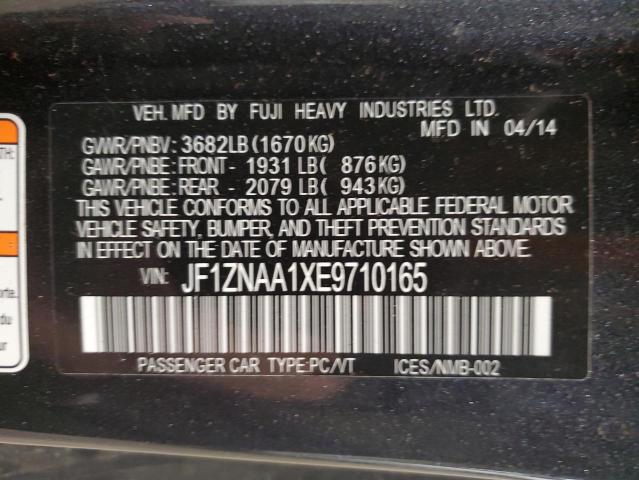 VEH. MFD BY FUJI HEAVY INDUSTRIES LTD.
MFD IN 04/14
GVWR/PNBV: 3682LB (1670KG)
GAWR/PNBE: FRONT - 1931 LB ( 876KG)
GAWR/PNBE: REAR - 2079 LB ( 943KG)
THIS VEHICLE CONFORMS TO ALL APPLICABLE FEDERAL MOTOR
VEHICLE SAFETY, BUMPER, AND THEFT PREVENTION STANDARDS
IN EFFECT ON THE DATE OF MANUFACTURE SHOWN ABOVE.
VIN: JF1ZNAA1XE9710165
PASSENGER CAR TYPE:PC/VT ICES/NMB-002
du